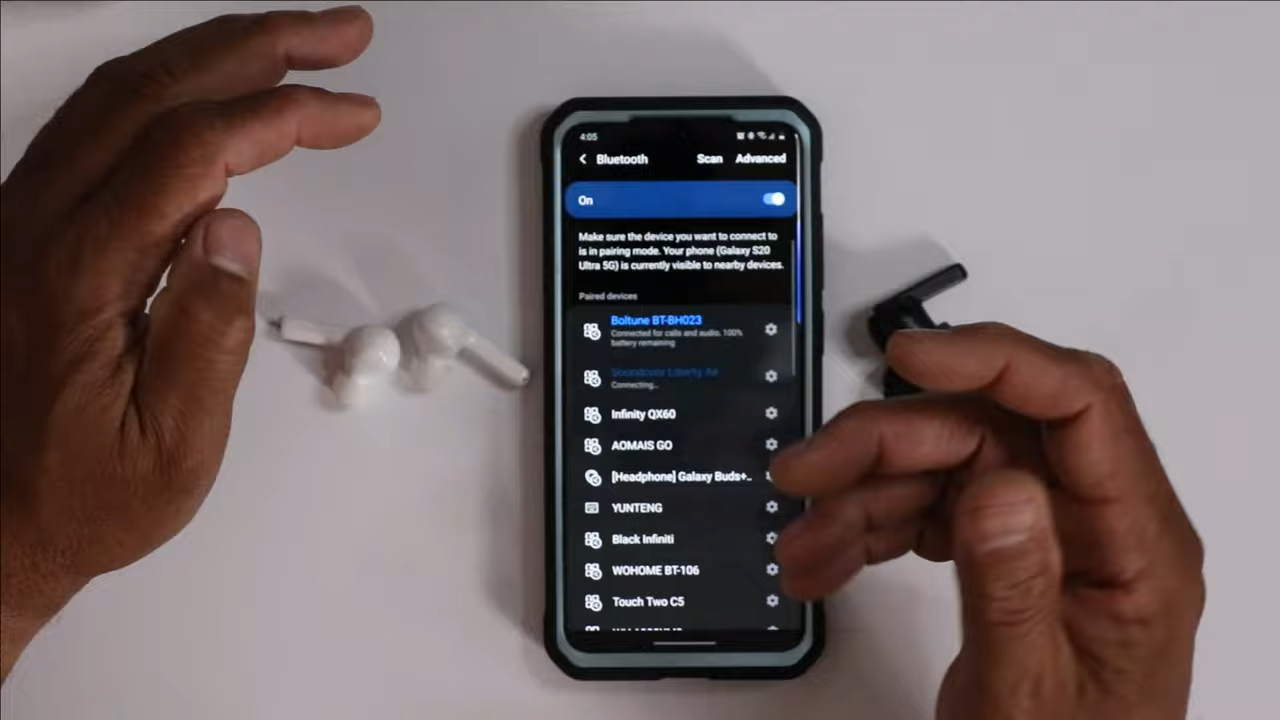 4:05
Bluetooth Scan Advanced
On
Make sure the device you want to connect to
is in pairing mode. Your phone (Galaxy S20
Ultra 5G) is currently visible to nearby devices.
Paired devices
Boltune BT-BH023
Connected for calls and audio, 100%
battery remaining
Soundcore Liberty Air
Connecting...
Infinity QX60
AOMAIS GO
[Headphone] Galaxy Buds+..
YUNTENG
Black Infiniti
WOHOME BT-106
Touch Two C5